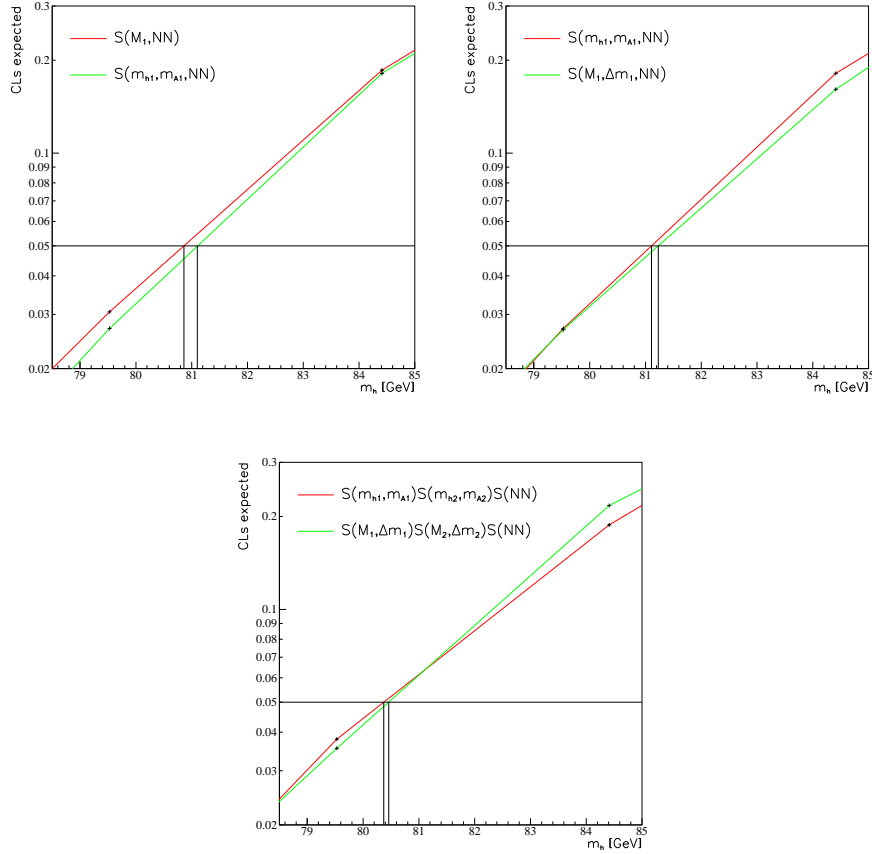 CLs expected
S(M₁,NN)
S(mₕ₁,m_A1,NN)
0.3
0.2
0.1
0.09
0.08
0.07
0.06
0.05
0.04
0.03
0.02
79 80 81 82 83 84 85
mₕ [GeV]
CLs expected
S(mₕ₁,m_A1,NN)
S(M₁,Δm₁,NN)
0.3
0.2
0.1
0.09
0.08
0.07
0.06
0.05
0.04
0.03
0.02
79 80 81 82 83 84 85
mₕ [GeV]
CLs expected
S(mₕ₁,m_A1)S(mₕ₂,m_A2)S(NN)
S(M₁,Δm₁)S(M₂,Δm₂)S(NN)
0.3
0.2
0.1
0.09
0.08
0.07
0.06
0.05
0.04
0.03
0.02
79 80 81 82 83 84 85
mₕ [GeV]